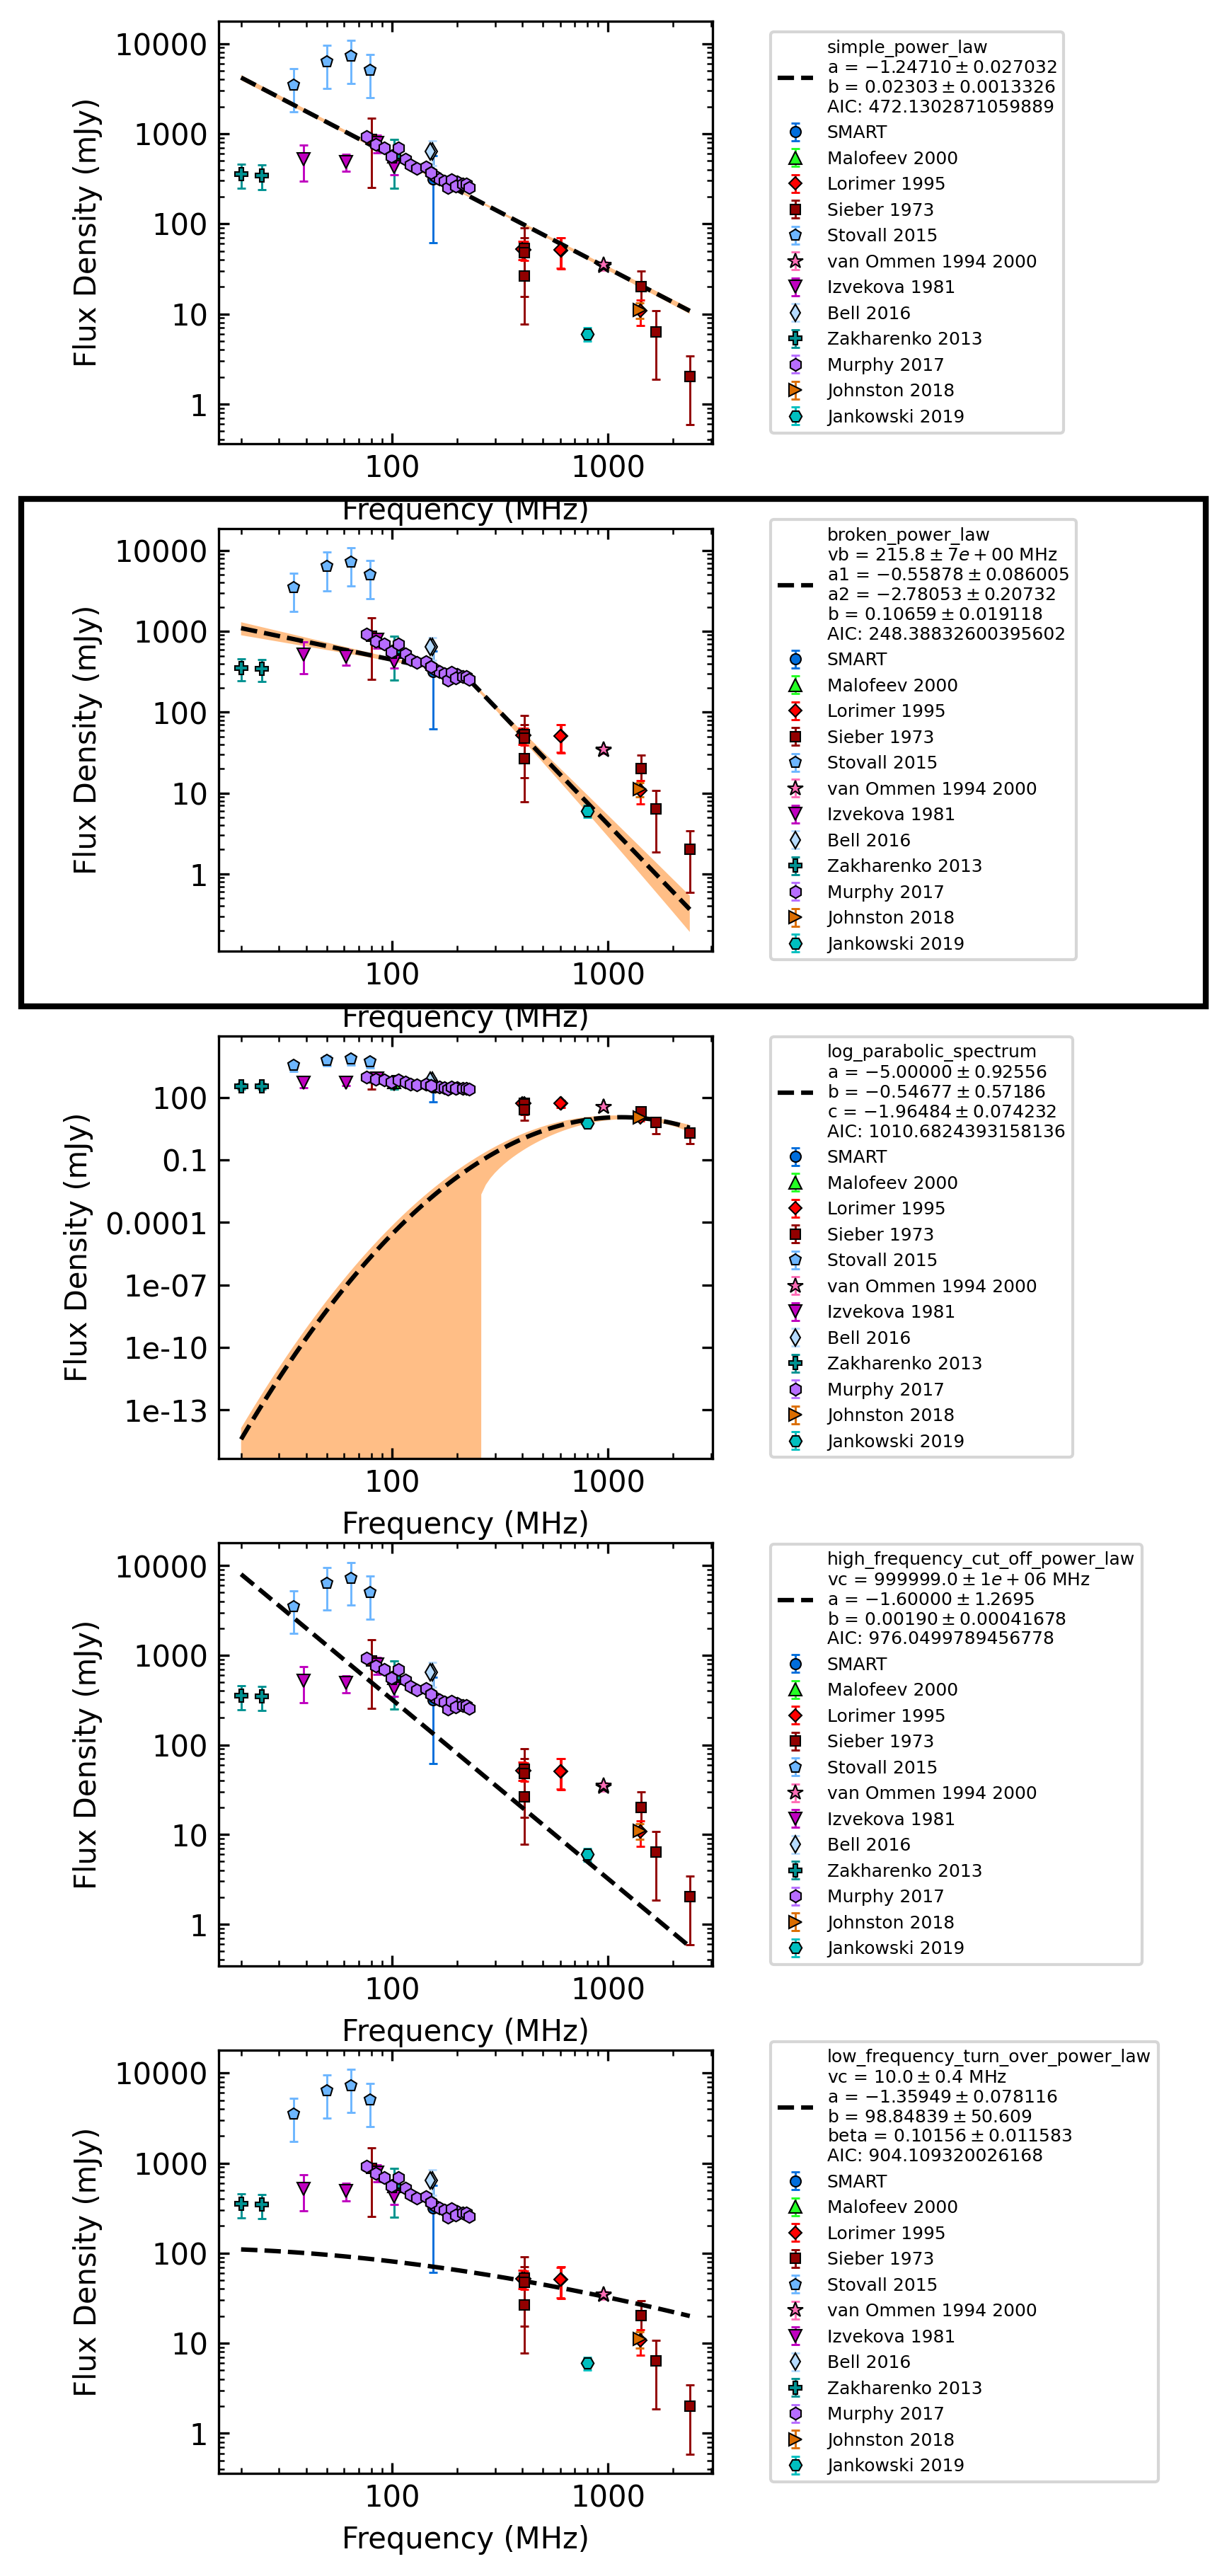 10000
1000
100
10
1
Flux Density (mJy)
100 1000
Frequency (MHz)
simple_power_law
a = −1.24710 ± 0.027032
b = 0.02303 ± 0.0013326
AIC: 472.1302871059889
SMART
Malofeev 2000
Lorimer 1995
Sieber 1973
Stovall 2015
van Ommen 1994 2000
Izvekova 1981
Bell 2016
Zakharenko 2013
Murphy 2017
Johnston 2018
Jankowski 2019
10000
1000
100
10
1
Flux Density (mJy)
100 1000
Frequency (MHz)
broken_power_law
vb = 215.8 ± 7e + 00 MHz
a1 = −0.55878 ± 0.086005
a2 = −2.78053 ± 0.20732
b = 0.10659 ± 0.019118
AIC: 248.38832600395602
SMART
Malofeev 2000
Lorimer 1995
Sieber 1973
Stovall 2015
van Ommen 1994 2000
Izvekova 1981
Bell 2016
Zakharenko 2013
Murphy 2017
Johnston 2018
Jankowski 2019
100
0.1
0.0001
1e-07
1e-10
1e-13
Flux Density (mJy)
100 1000
Frequency (MHz)
log_parabolic_spectrum
a = −5.00000 ± 0.92556
b = −0.54677 ± 0.57186
c = −1.96484 ± 0.074232
AIC: 1010.6824393158136
SMART
Malofeev 2000
Lorimer 1995
Sieber 1973
Stovall 2015
van Ommen 1994 2000
Izvekova 1981
Bell 2016
Zakharenko 2013
Murphy 2017
Johnston 2018
Jankowski 2019
10000
1000
100
10
1
Flux Density (mJy)
100 1000
Frequency (MHz)
high_frequency_cut_off_power_law
vc = 999999.0 ± 1e + 06 MHz
a = −1.60000 ± 1.2695
b = 0.00190 ± 0.00041678
AIC: 976.0499789456778
SMART
Malofeev 2000
Lorimer 1995
Sieber 1973
Stovall 2015
van Ommen 1994 2000
Izvekova 1981
Bell 2016
Zakharenko 2013
Murphy 2017
Johnston 2018
Jankowski 2019
10000
1000
100
10
1
Flux Density (mJy)
100 1000
Frequency (MHz)
low_frequency_turn_over_power_law
vc = 10.0 ± 0.4 MHz
a = −1.35949 ± 0.078116
b = 98.84839 ± 50.609
beta = 0.10156 ± 0.011583
AIC: 904.109320026168
SMART
Malofeev 2000
Lorimer 1995
Sieber 1973
Stovall 2015
van Ommen 1994 2000
Izvekova 1981
Bell 2016
Zakharenko 2013
Murphy 2017
Johnston 2018
Jankowski 2019